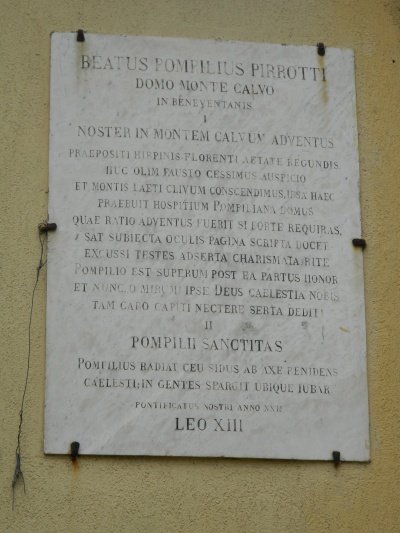 BEATUS POMPILIUS PIRROTTI
DOMO MONTE CALVO
IN BENEVENTANIS
I
NOSTER IN MONTEM CALVUM ADVENTUS
PRAEPOSITI HIRPINIS FLORENTI AETATE REGUNDIS
HUC OLIM FAUSTO CESSIMUS AUSPICIO
ET MONTIS LAETI CLIVUM CONSCENDIMUS, IPSA HAEC
PRAEBUIT HOSPITIUM POMPILIANA DOMUS
QUAE RATIO ADVENTUS FUERIT SI FORTE REQUIRAS,
SAT SUBIECTA OCULIS PAGINA SCRIPTA DOCET
EXCUSSI TESTES ADSERTA CHARISMATA RITE
POMPILIO EST SUPERUM POST EA PARTUS HONOR
ET NUNC O MIRUM IPSE DEUS CAELESTIA NOBIS
TAM CARO CAPITI NECTERE SERTA DEDIT!
II
POMPILII SANCTITAS
POMPILIUS RADIAT CEU SIDUS AB AXE RENIDENS
CAELESTI, IN GENTES SPARGIT UBIQUE IUBAR
PONTIFICATUS NOSTRI ANNO
LEO XIII